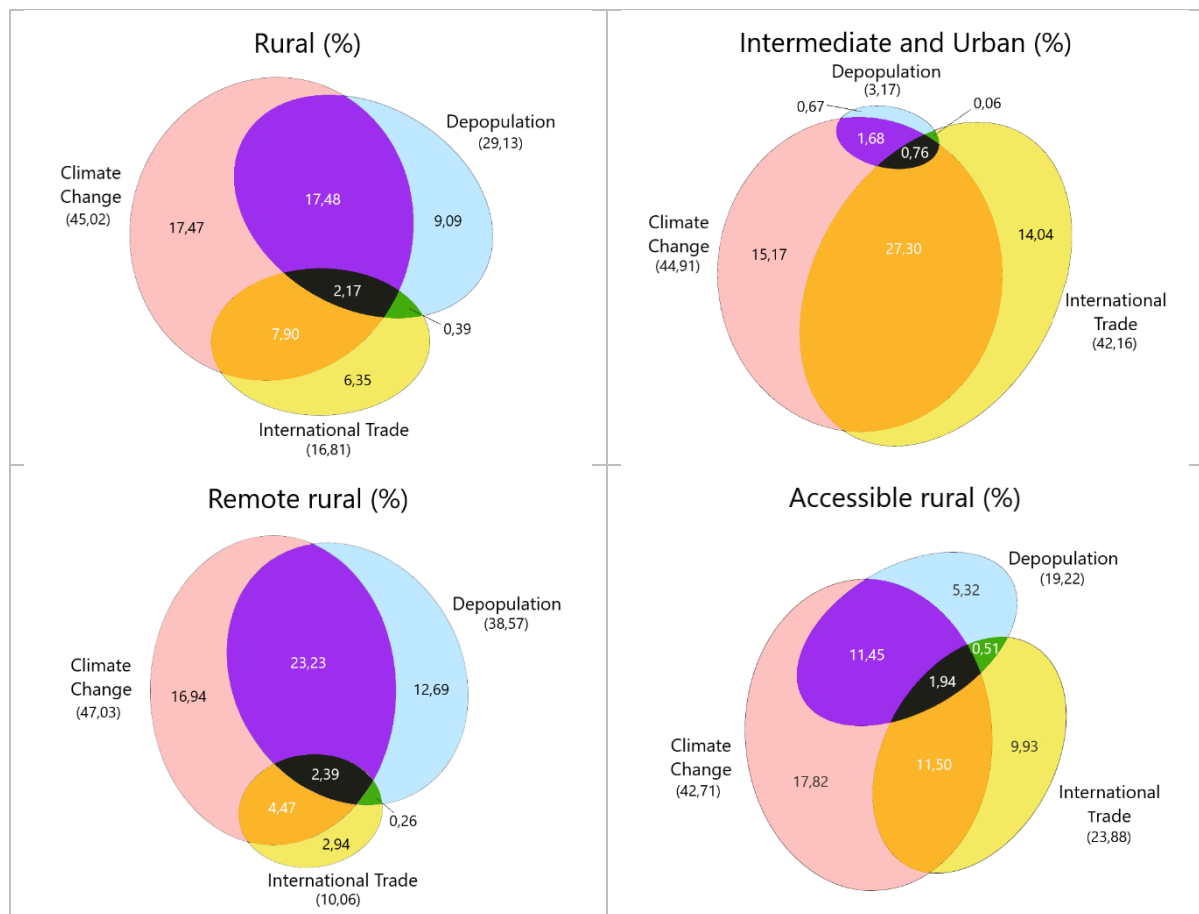 Rural (%)
Depopulation
(29,13)
Climate
Change
(45,02)
17,47
17,48
9,09
2,17
7,90
0,39
6,35
International Trade
(16,81)
Intermediate and Urban (%)
Depopulation
(3,17)
0,67
0,06
1,68
0,76
Climate
Change
(44,91)
15,17
27,30
14,04
International
Trade
(42,16)
Remote rural (%)
Depopulation
(38,57)
Climate
Change
(47,03)
16,94
23,23
12,69
2,39
4,47
0,26
2,94
International Trade
(10,06)
Accessible rural (%)
Depopulation
(19,22)
5,32
11,45
0,51
1,94
Climate
Change
(42,71)
17,82
11,50
9,93
International
Trade
(23,88)